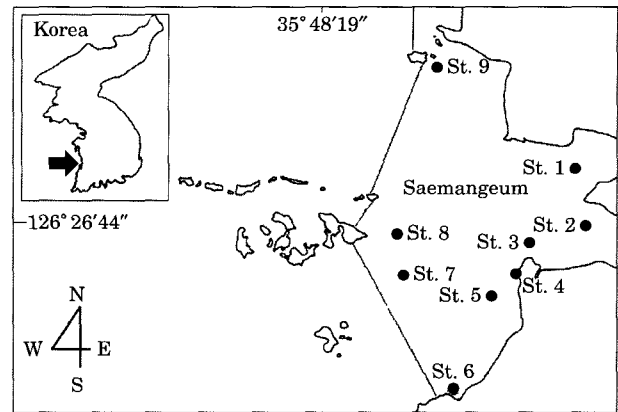 Korea
35° 48′ 19″
St. 9
St. 1
Saemangeum
126° 26′ 44″
St. 2
St. 8
St. 3
St. 7
St. 4
St. 5
N
W E
S
St. 6